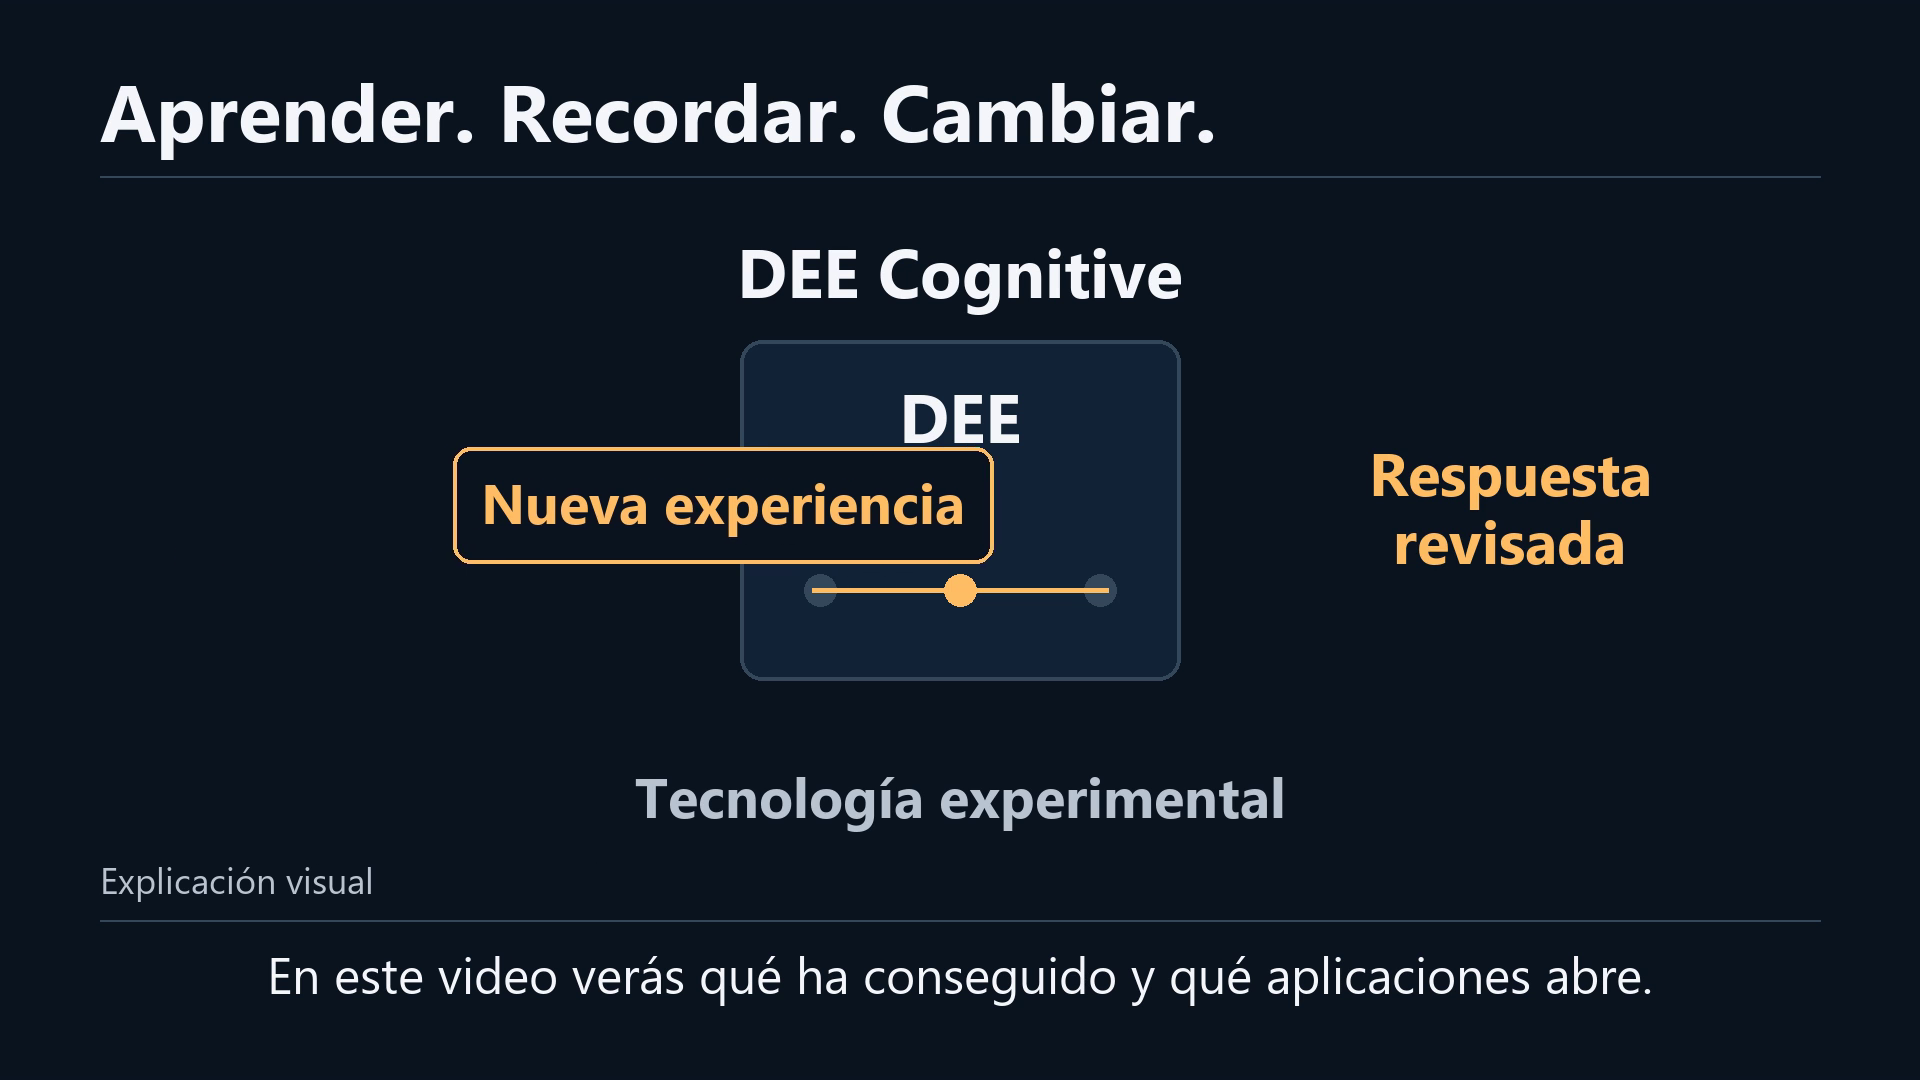 Aprender. Recordar. Cambiar.
DEE Cognitive
DEE
Nueva experiencia
Respuesta
revisada
Tecnología experimental
Explicación visual
En este video verás qué ha conseguido y qué aplicaciones abre.